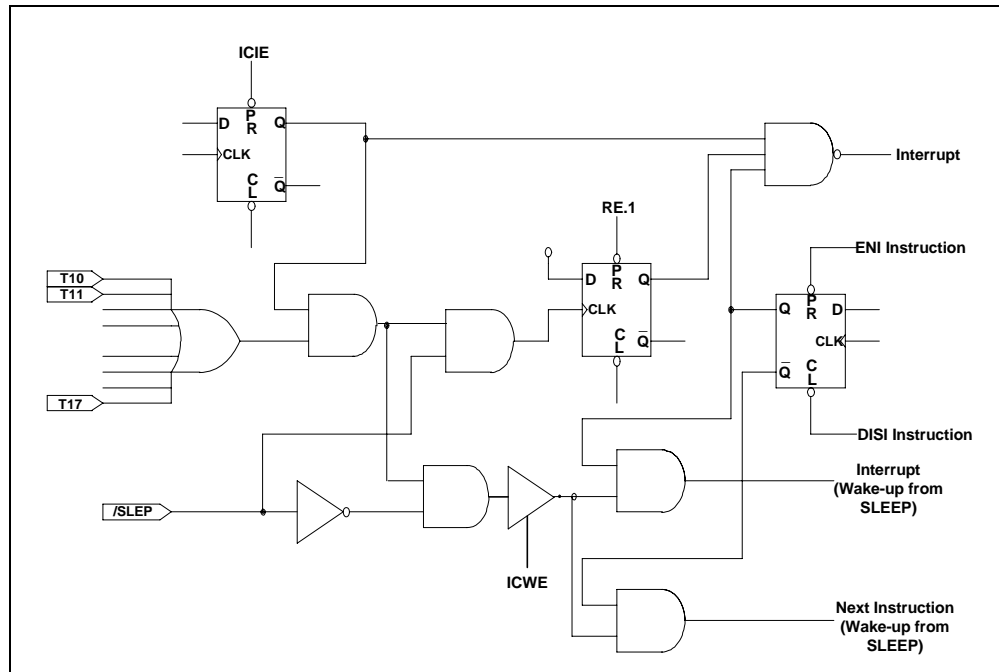 ICIE
D
P
R
Q
CLK
C
L
Q
Interrupt
RE.1
D
P
R
Q
CLK
C
L
Q
ENI Instruction
Q
P
R
D
CLK
Q
C
L
DISI Instruction
T10
T11
T17
/SLEP
ICWE
Interrupt
(Wake-up from
SLEEP)
Next Instruction
(Wake-up from
SLEEP)